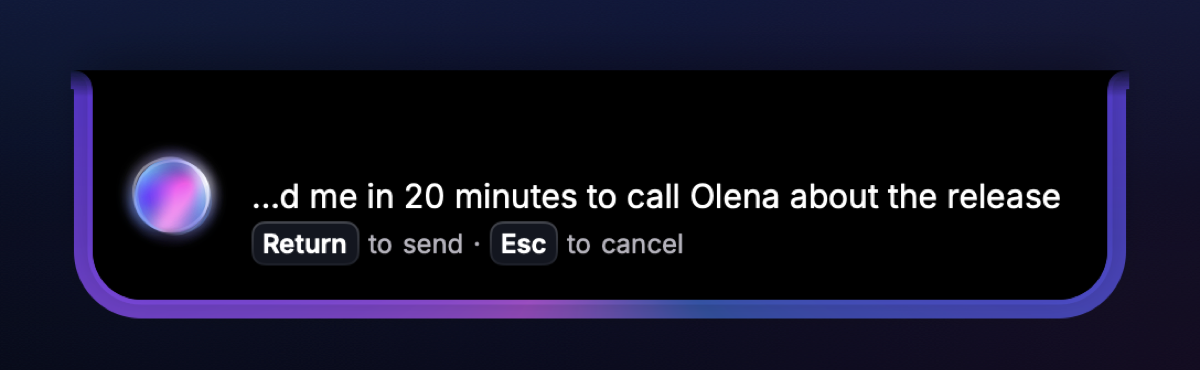 ...d me in 20 minutes to call Olena about the release
Return to send · Esc to cancel